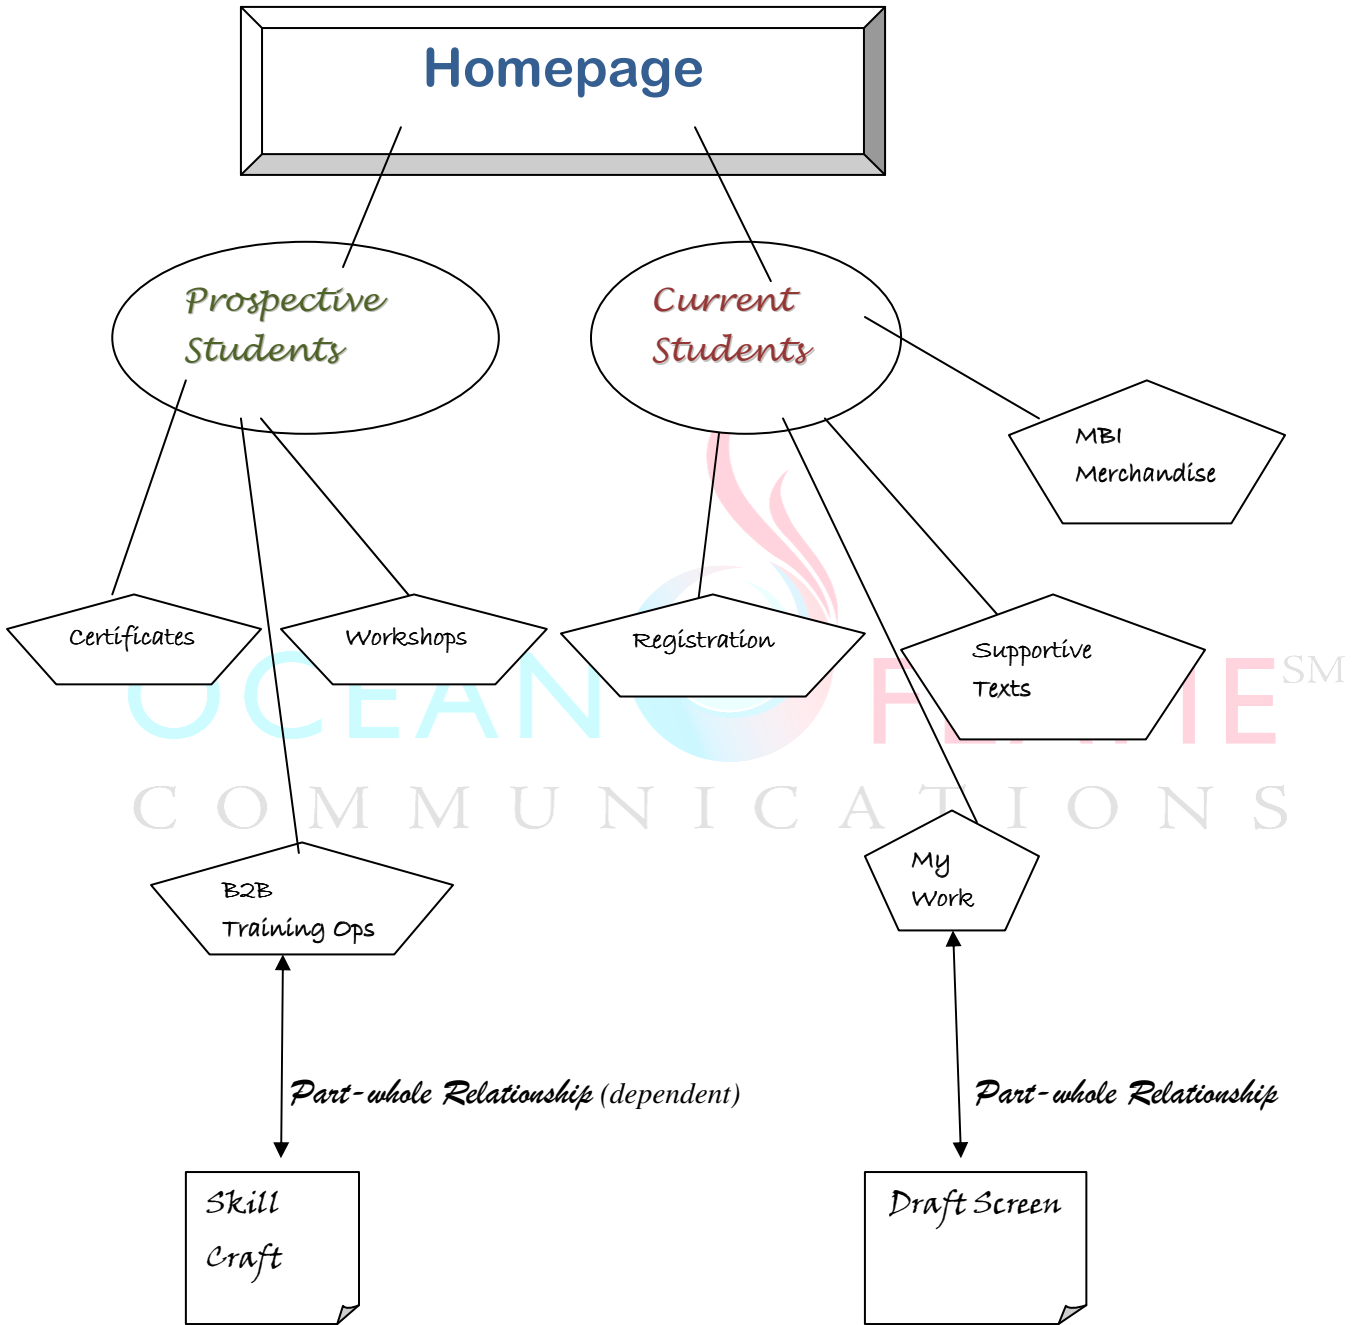 Homepage
Prospective
Students
Current
Students
MBI
Merchandise
Certificates
Workshops
Registration
Supportive
Texts
OCEAN FLAME SM
COMMUNICATIONS
B2B
Training Ops
My
Work
Part-whole Relationship (dependent)
Part-whole Relationship
Skill
Craft
Draft Screen